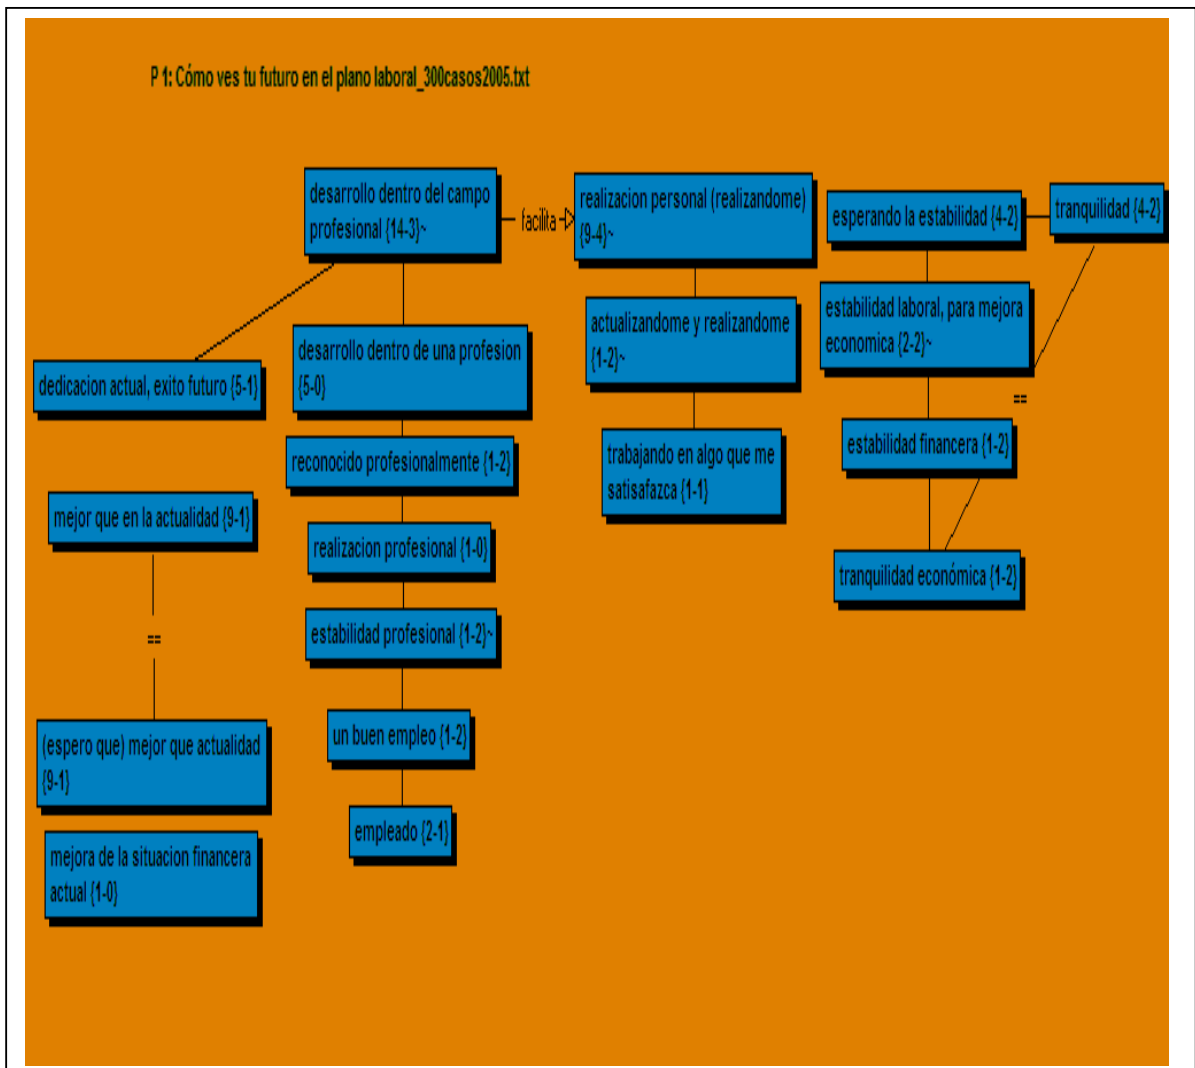 P 1: Cómo ves tu futuro en el plano laboral_300casos2005.txt
desarrollo dentro del campo
profesional {14-3}~
facilita
realizacion personal (realizandome)
{9-4}~
esperando la estabilidad {4-2}
tranquilidad {4-2}
actualizandome y realizandome
{1-2}~
estabilidad laboral, para mejora
economica {2-2}~
desarrollo dentro de una profesion
{5-0}
dedicacion actual, exito futuro {5-1}
==
reconocido profesionalmente {1-2}
trabajando en algo que me
satisafazca {1-1}
estabilidad financera {1-2}
mejor que en la actualidad {9-1}
realizacion profesional {1-0}
tranquilidad económica {1-2}
==
estabilidad profesional {1-2}~
un buen empleo {1-2}
(espero que) mejor que actualidad
{9-1}
empleado {2-1}
mejora de la situacion financera
actual {1-0}